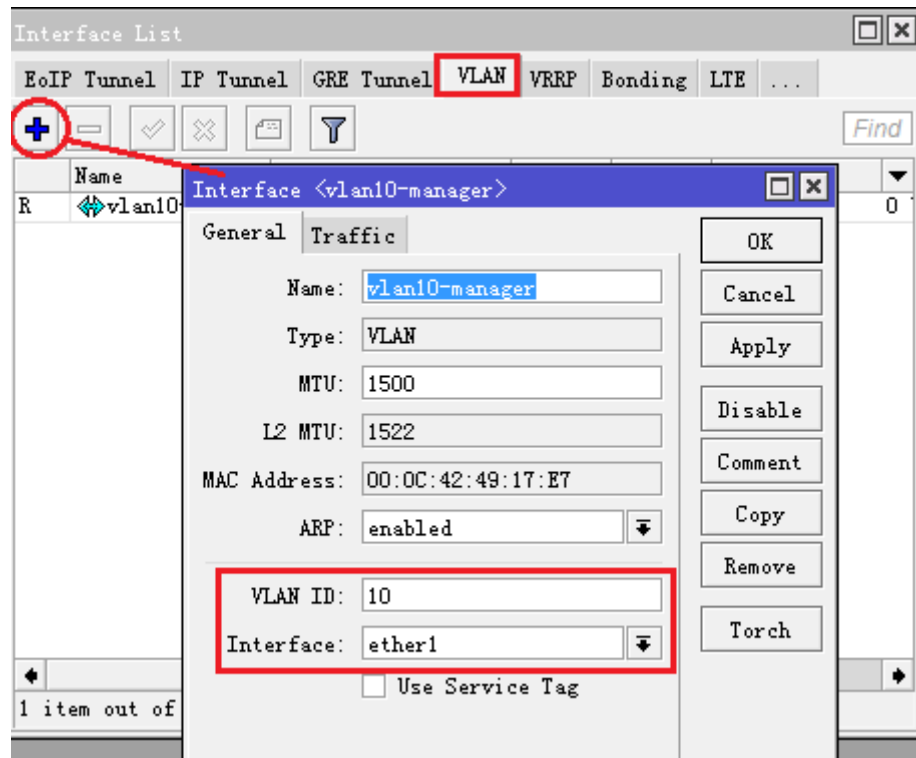 Interface List
EoIP Tunnel IP Tunnel GRE Tunnel VLAN VRRP Bonding LTE ...
Find
Name
R vlan10 0
Interface <vlan10-manager>
General Traffic
Name: vlan10-manager
Type: VLAN
MTU: 1500
L2 MTU: 1522
MAC Address: 00:0C:42:49:17:E7
ARP: enabled
VLAN ID: 10
Interface: ether1
Use Service Tag
OK
Cancel
Apply
Disable
Comment
Copy
Remove
Torch
1 item out of